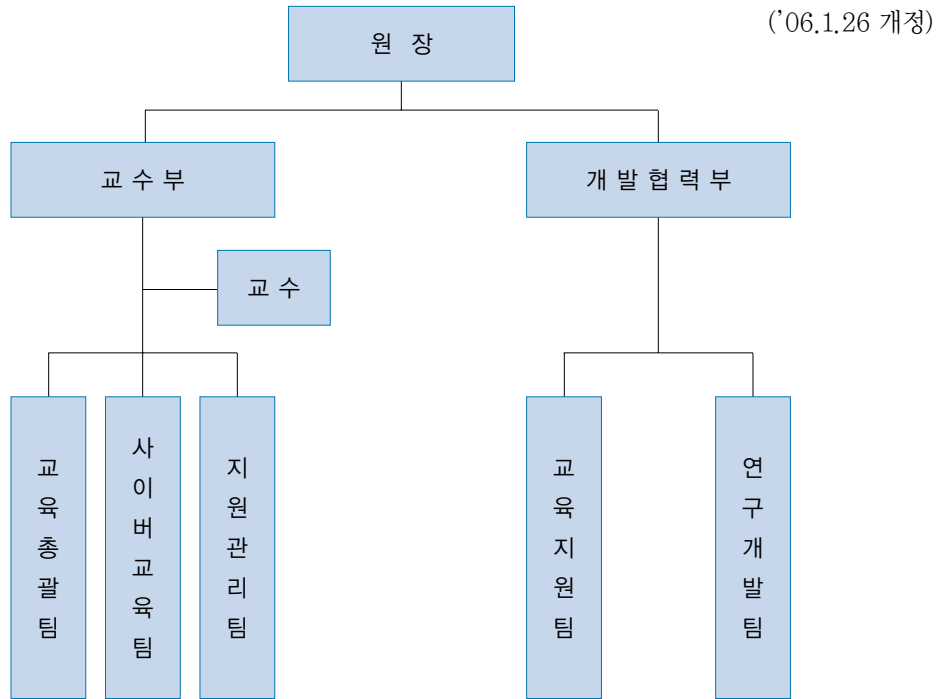 ('06.1.26 개정)
원 장
교 수 부
개 발 협 력 부
교 수
교육총괄팀
사이버교육팀
지원관리팀
교육지원팀
연구개발팀